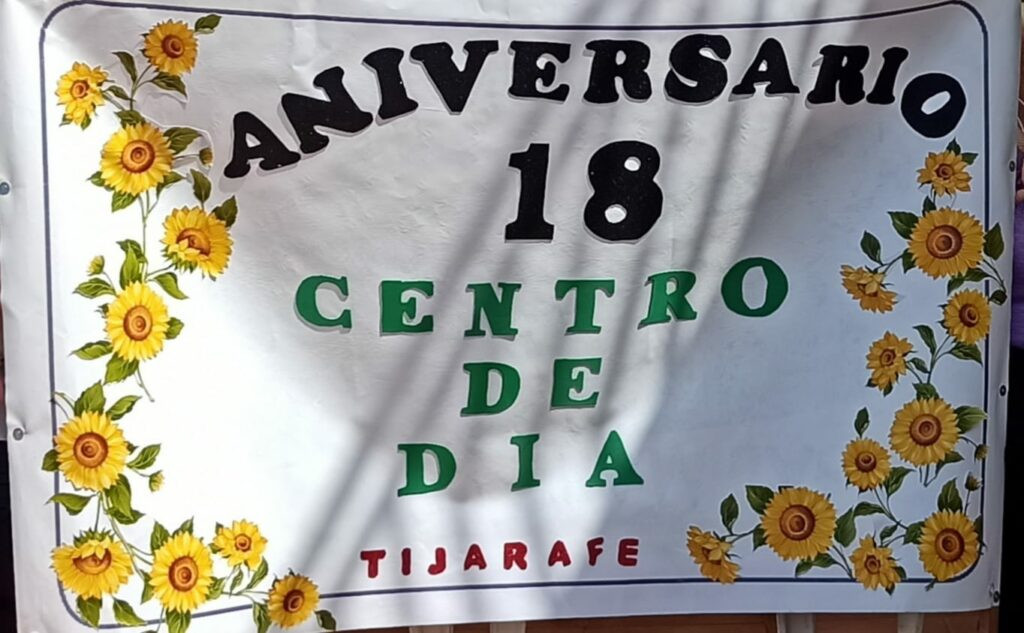 ANIVERSARIO
18
CENTRO
DE
DIA
TIJARAFE